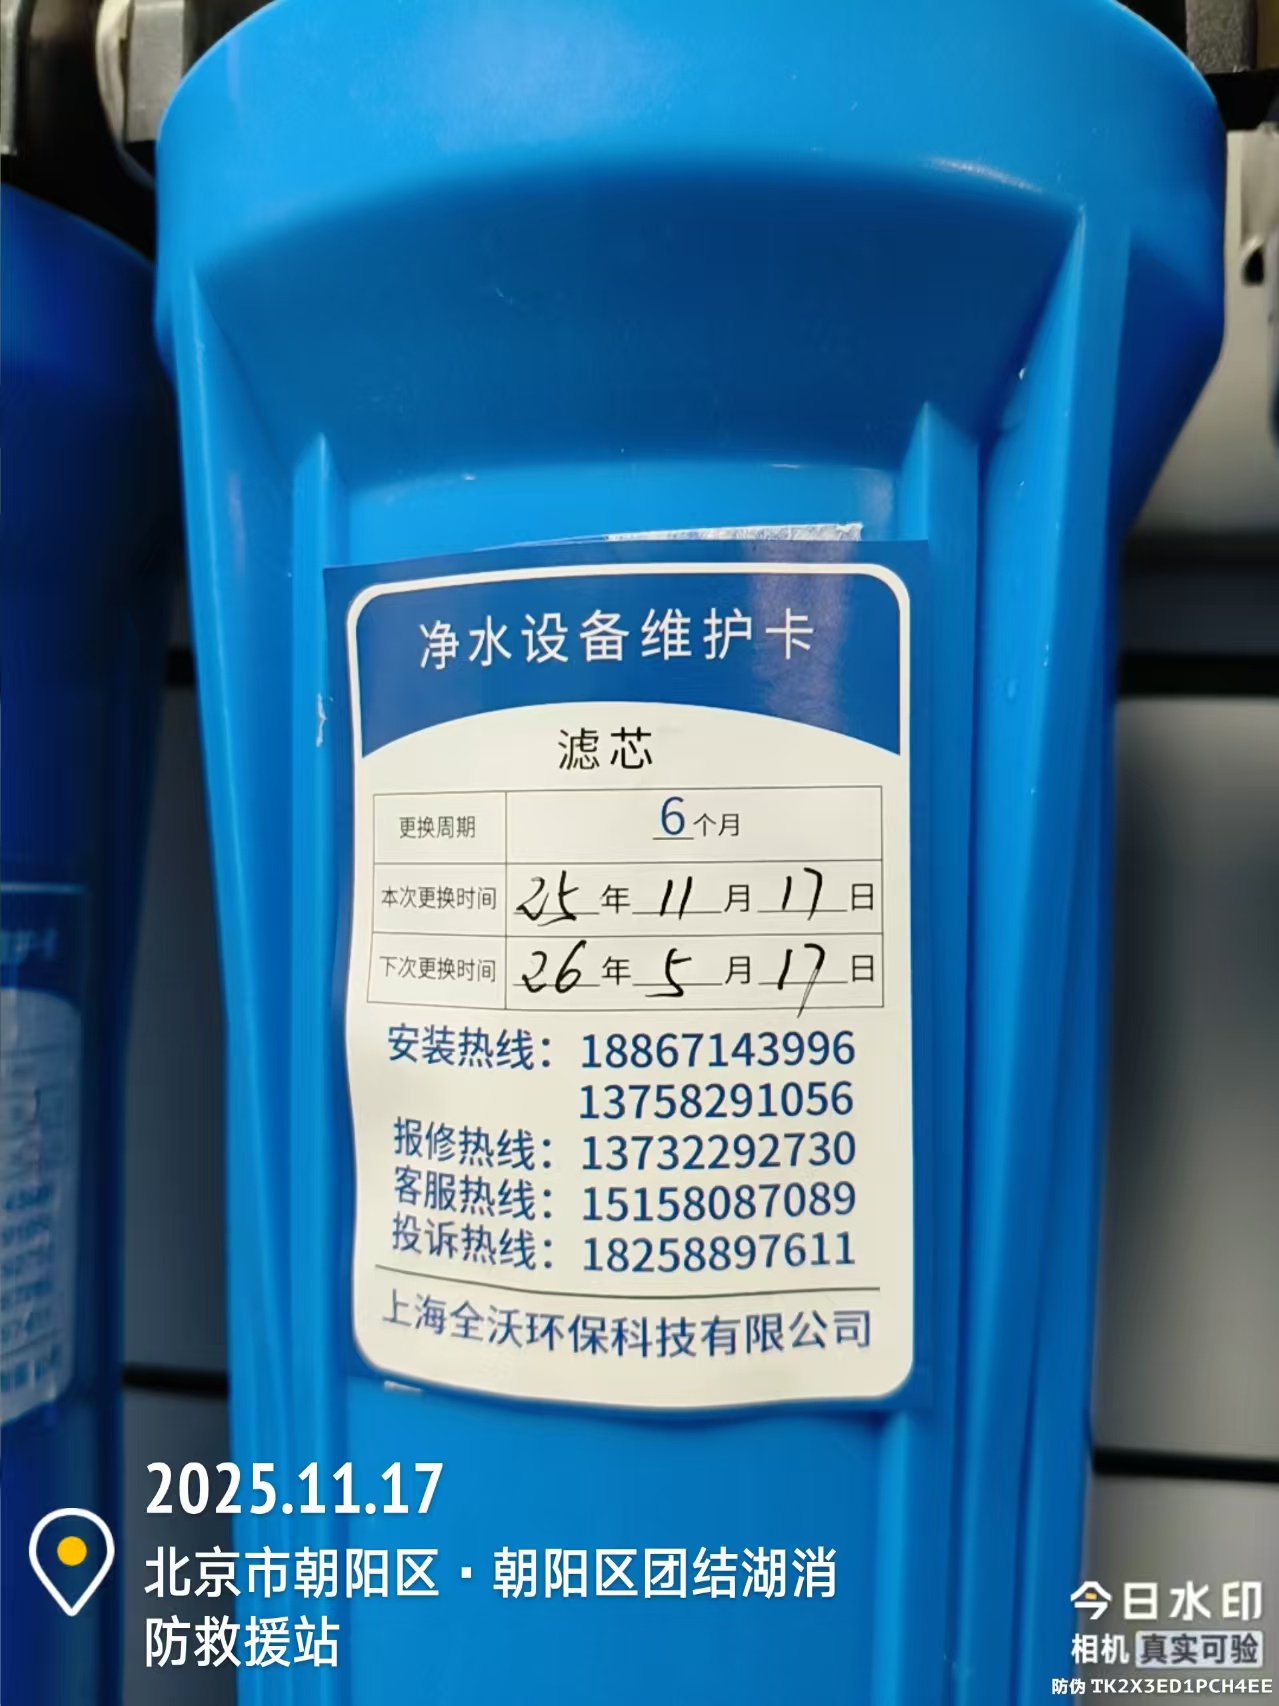 净水设备维护卡
滤芯
更换周期 6个月
本次更换时间 25年11月17日
下次更换时间 26年5月17日
安装热线：18867143996
13758291056
报修热线：13732292730
客服热线：15158087089
投诉热线：18258897611
上海全沃环保科技有限公司
2025.11.17
北京市朝阳区·朝阳区团结湖消
防救援站
今日水印
相机 真实可验
防伪 TK2X3ED1PCH4EE